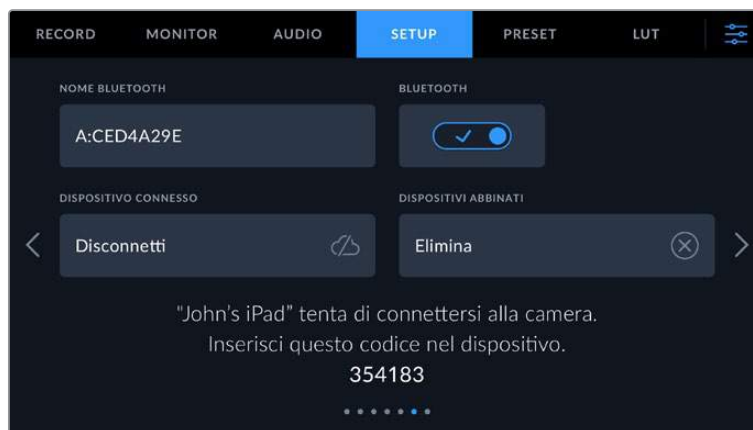 RECORD MONITOR AUDIO SETUP PRESET LUT
NOME BLUETOOTH BLUETOOTH
A:CED4A29E
DISPOSITIVO CONNESSO DISPOSITIVI ABBINATI
Disconnetti Elimina
"John's iPad” tenta di connettersi alla camera.
Inserisci questo codice nel dispositivo.
354183